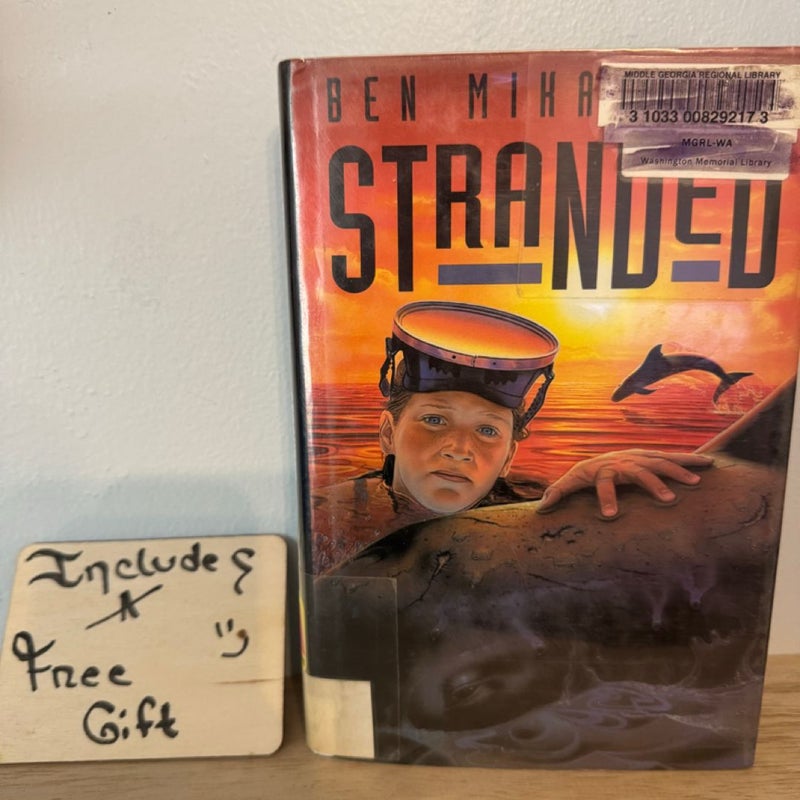 BEN MIKA
MIDDLE GEORGIA REGIONAL LIBRARY
3 1033 00829217 3
MGRL-WA
Washington Memorial Library
STRANDED
Includes
A
Free
Gift